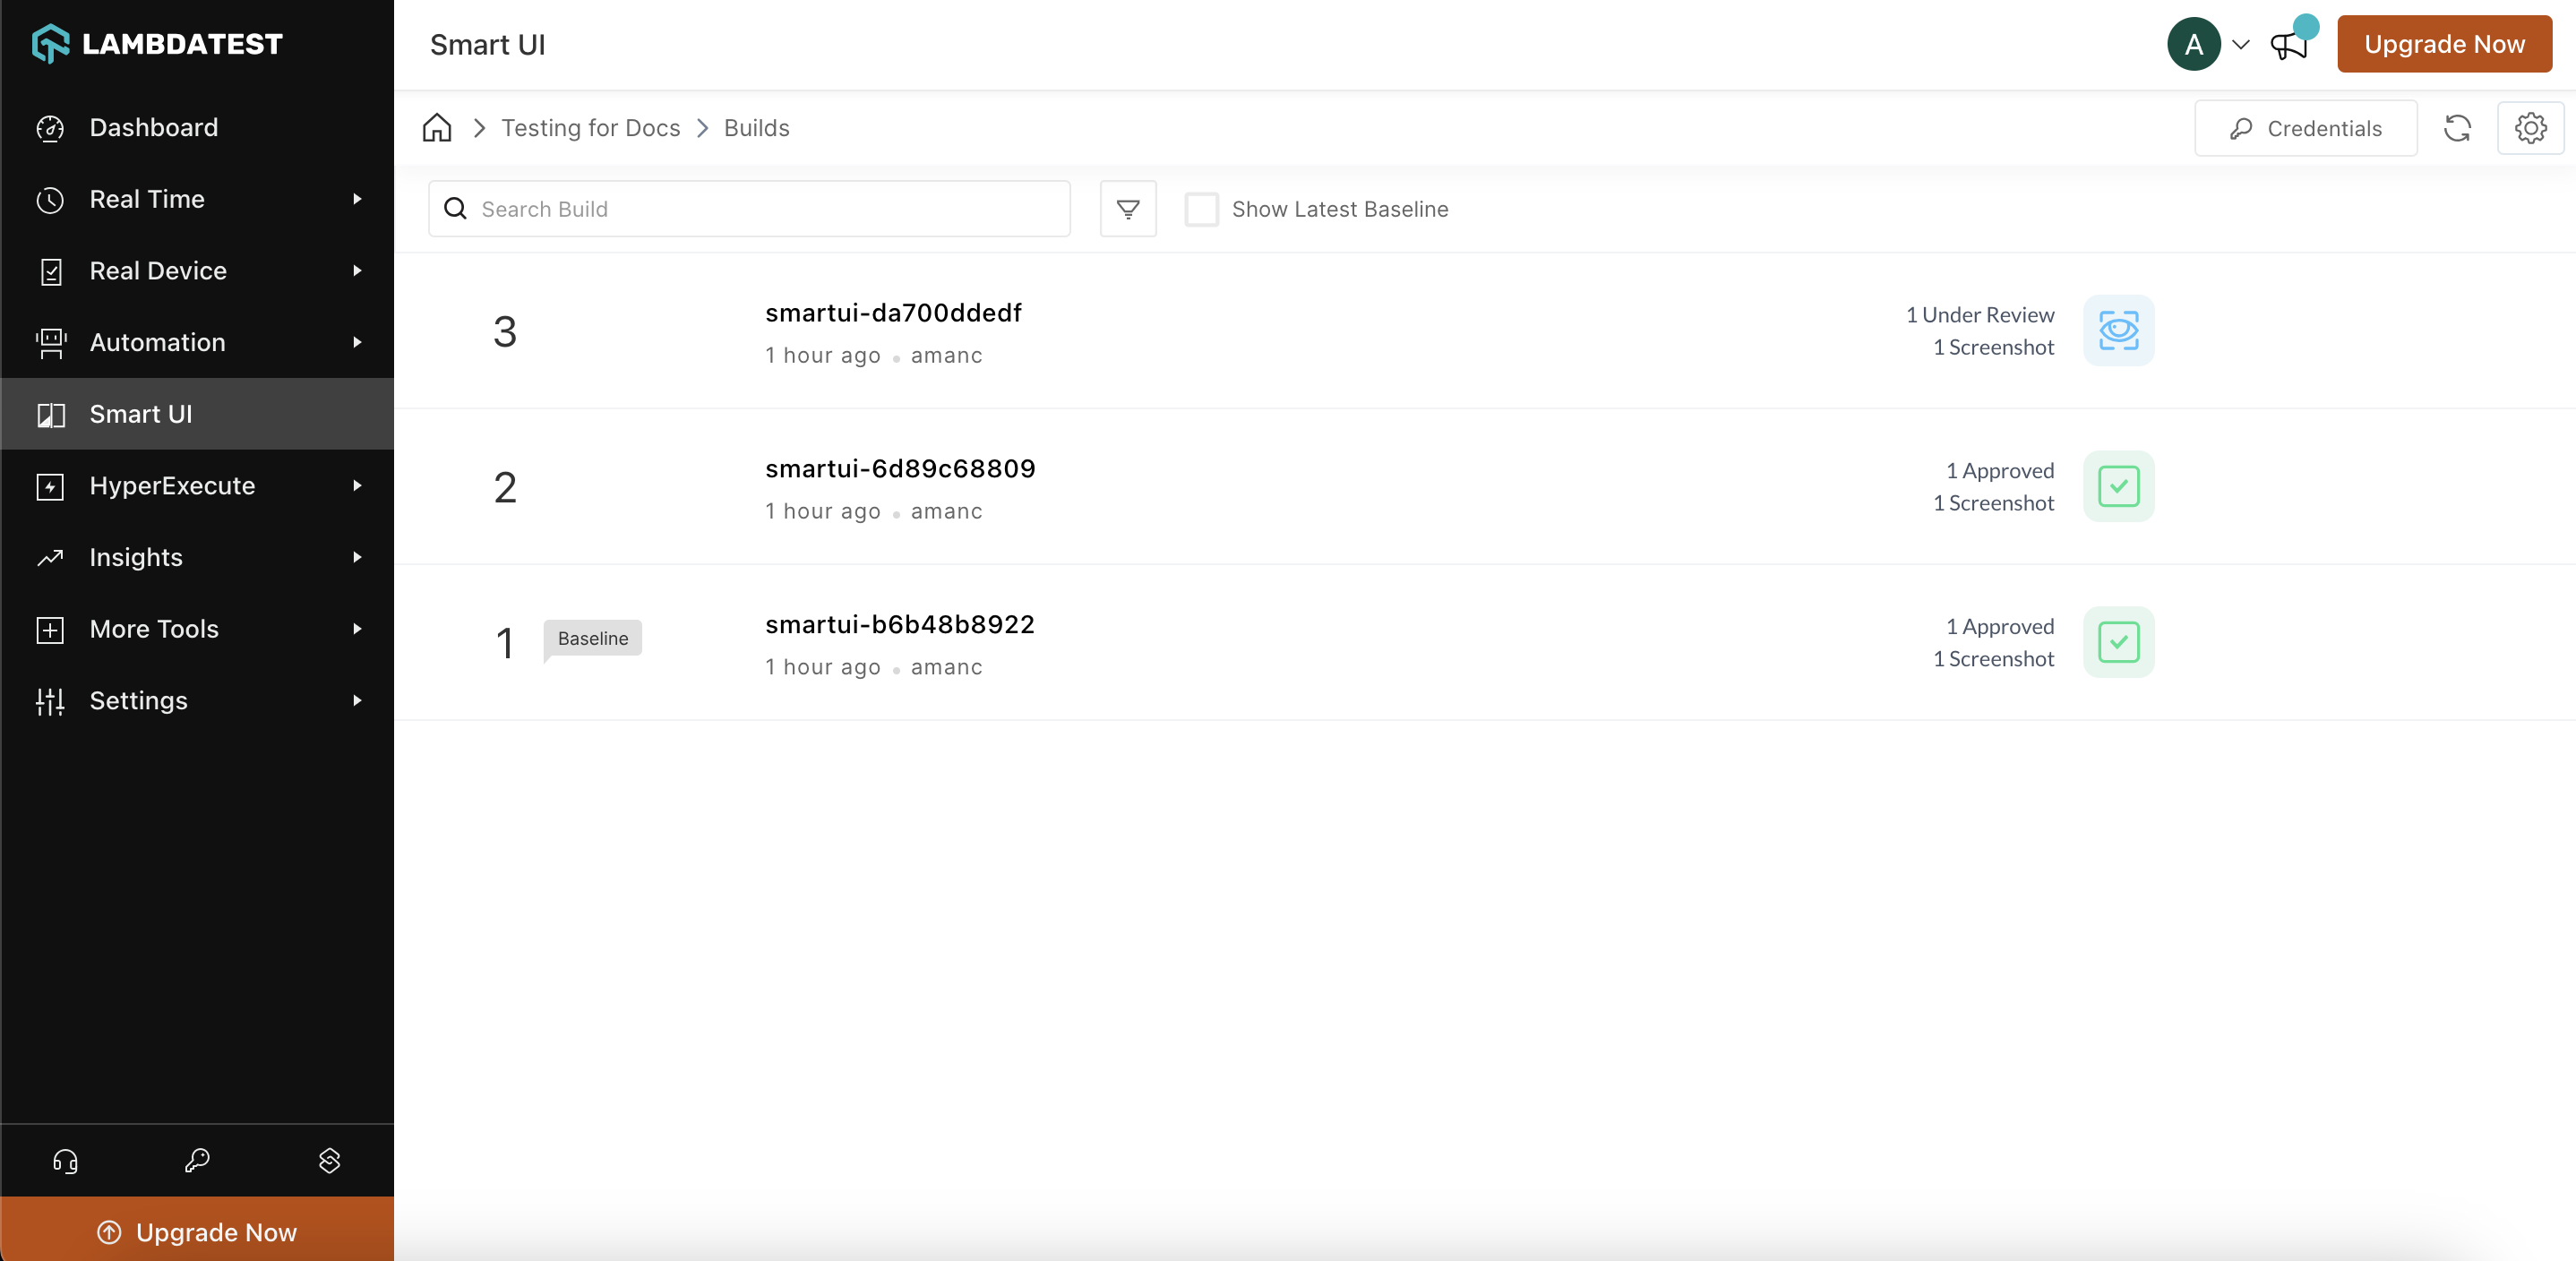 LAMBDATEST
Dashboard
Real Time
Real Device
Automation
Smart UI
HyperExecute
Insights
More Tools
Settings
Upgrade Now
Smart UI
A
Upgrade Now
Testing for Docs
Builds
Credentials
Search Build
Show Latest Baseline
3
smartui-da700ddedf
1 hour ago amanc
1 Under Review
1 Screenshot
2
smartui-6d89c68809
1 hour ago amanc
1 Approved
1 Screenshot
1
Baseline
smartui-b6b48b8922
1 hour ago amanc
1 Approved
1 Screenshot